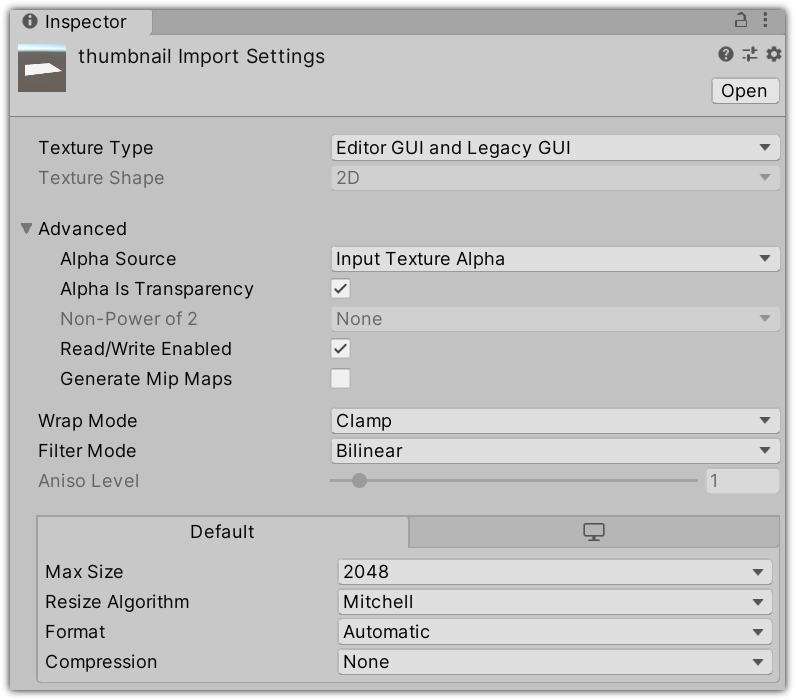 Inspector
thumbnail Import Settings
Open
Texture Type Editor GUI and Legacy GUI
Texture Shape 2D
Advanced
Alpha Source Input Texture Alpha
Alpha Is Transparency
Non-Power of 2 None
Read/Write Enabled
Generate Mip Maps
Wrap Mode Clamp
Filter Mode Bilinear
Aniso Level 1
Default
Max Size 2048
Resize Algorithm Mitchell
Format Automatic
Compression None